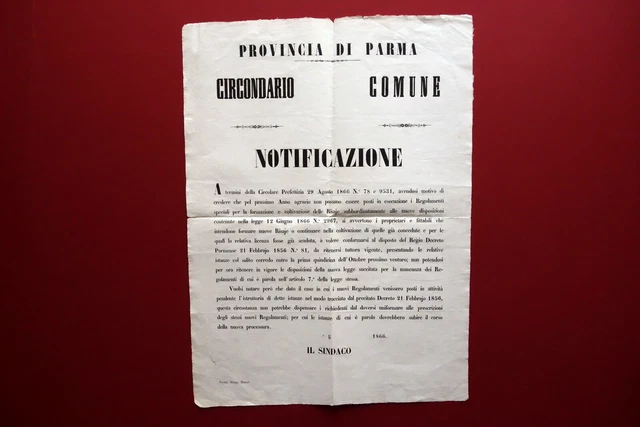 PROVINCIA DI PARMA
CIRCONDARIO COMUNE
NOTIFICAZIONE
A termini della Circolare Prefettizia 29 Agosto 1866 N.° 78 e 9531, avendosi motivo di
credere che pel prossimo Anno agrario non possano essere posti in esecuzione i Regolamenti
speciali per la formazione e coltivazione delle Risaje subordinatamente alle nuove disposizioni
contenute nella legge 12 Giugno 1866 N.° 2967, si avvertono i proprietari e fittabili che
intendono formare nuove Risaje o continuare nella coltivazione di quelle già concedute e per le
quali la relativa licenza fosse già scaduta, a volere conformarsi al disposto del Regio Decreto
Parmense 21 Febbrajo 1856 N.° 81, da ritenersi tuttora vigente, presentando le relative
istanze col solito corredo entro la prima quindicina dell'Ottobre prossimo venturo; non potendosi
per ora ritenere in vigore le disposizioni della nuova legge succitata per la mancanza dei Re-
golamenti di cui è parola nell'articolo 7.° della legge stessa.
Vuolsi notare però che dato il caso in cui i nuovi Regolamenti venissero posti in attività
pendente l'istruttoria di dette istanze nel modo tracciato dal precitato Decreto 21 Febbrajo 1856,
questa circostanza non potrebbe dispensare i richiedenti dal doversi uniformare alle prescrizioni
degli stessi nuovi Regolamenti; per cui le istanze di cui è parola dovrebbero subire il corso
della nuova procedura.
1866.
IL SINDACO